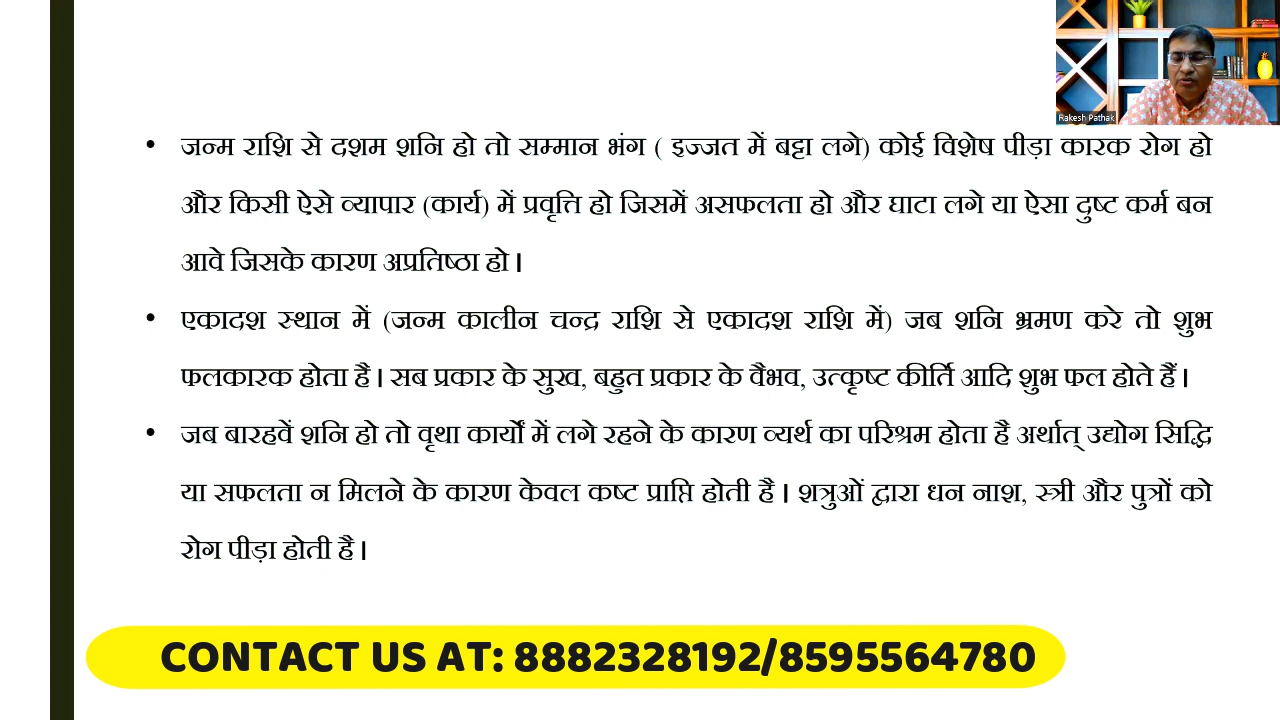 Rakesh Pathak
• जन्म राशि से दशम शनि हो तो सम्मान भंग ( इज्जत में बट्टा लगे) कोई विशेष पीड़ा कारक रोग हो
और किसी ऐसे व्यापार (कार्य) में प्रवृत्ति हो जिसमें असफलता हो और घाटा लगे या ऐसा दुष्ट कर्म बन
आवे जिसके कारण अप्रतिष्ठा हो।
• एकादश स्थान में (जन्म कालीन चन्द्र राशि से एकादश राशि में) जब शनि भ्रमण करे तो शुभ
फलकारक होता है। सब प्रकार के सुख, बहुत प्रकार के वैभव, उत्कृष्ट कीर्ति आदि शुभ फल होते हैं।
• जब बारहवें शनि हो तो वृथा कार्यों में लगे रहने के कारण व्यर्थ का परिश्रम होता है अर्थात् उद्योग सिद्धि
या सफलता न मिलने के कारण केवल कष्ट प्राप्ति होती है। शत्रुओं द्वारा धन नाश, स्त्री और पुत्रों को
रोग पीड़ा होती है।
CONTACT US AT: 8882328192/8595564780